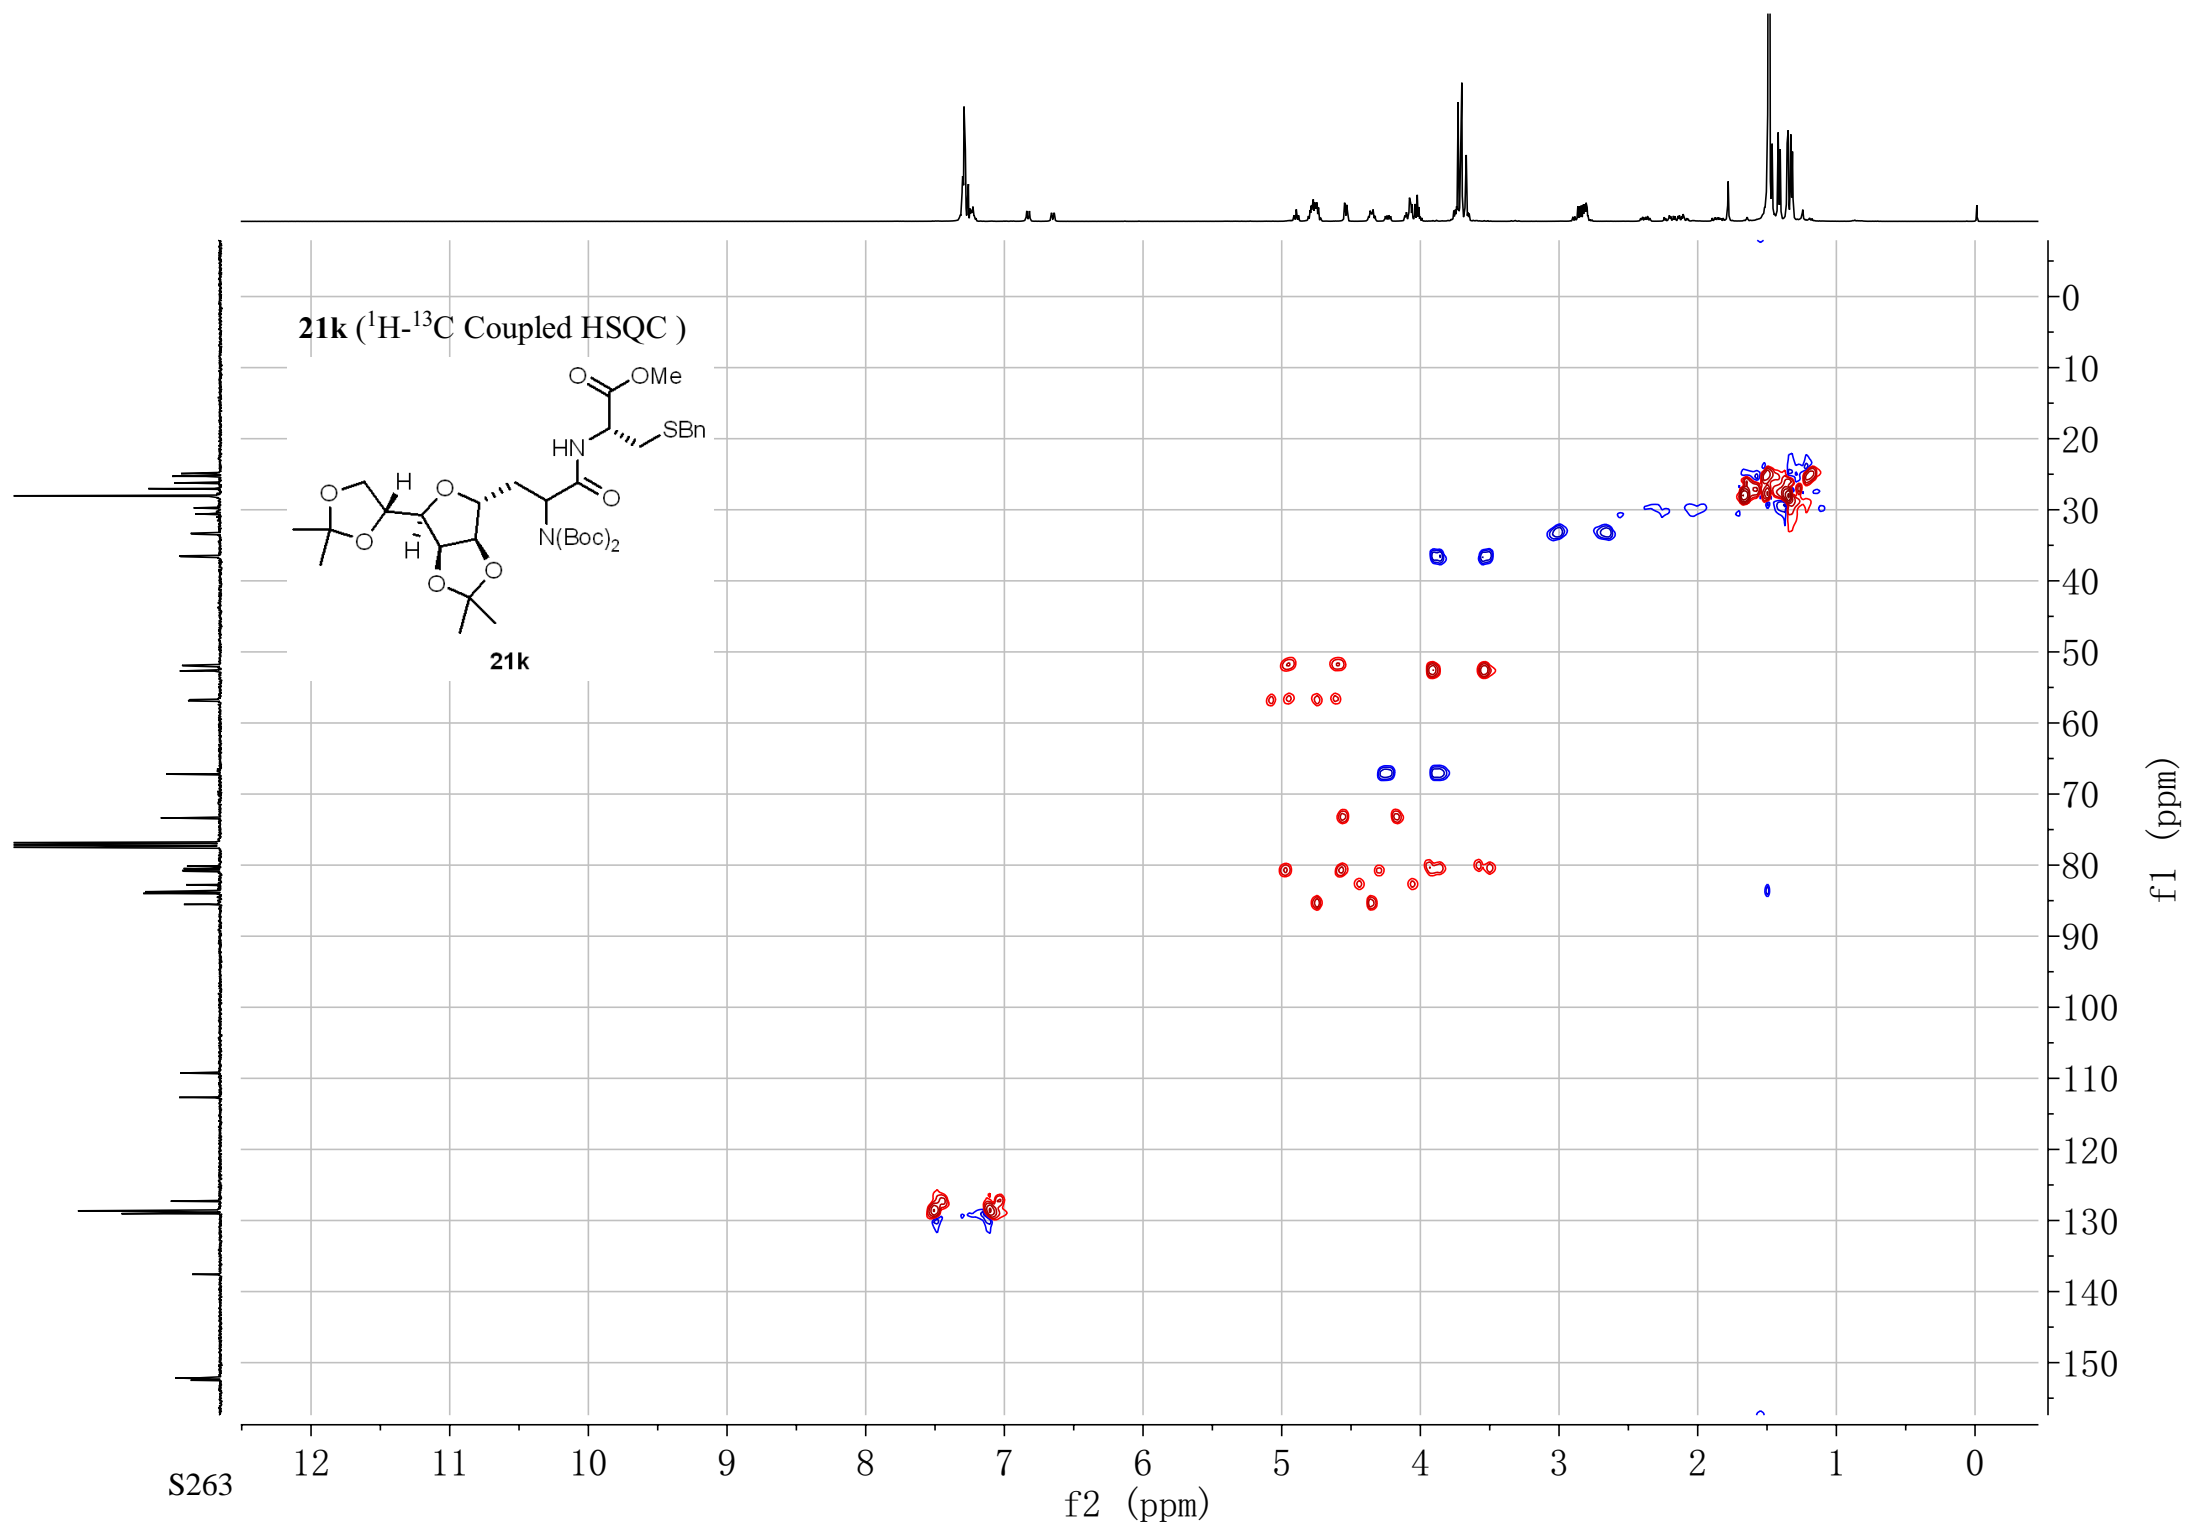 21k (¹H-¹³C Coupled HSQC )
O
OMe
SBn
HN
H
O
O
O
O
H
N(Boc)₂
O
O
21k
0
10
20
30
40
50
60
70
80
90
100
110
120
130
140
150
f1 (ppm)
12 11 10 9 8 7 6 5 4 3 2 1 0
f2 (ppm)
S263